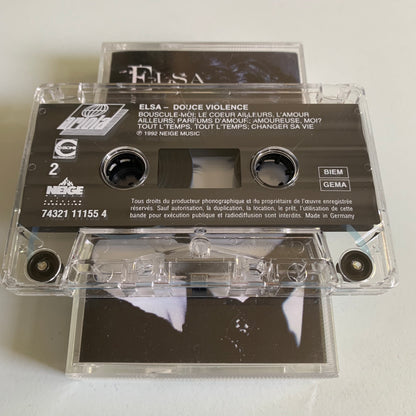 ELSA
ELSA – DOUCE VIOLENCE
BOUSCULE-MOI; LE COEUR AILLEURS, L'AMOUR
AILLEURS; PARFUMS D'AMOUR; AMOUREUSE, MOI?
TOUT L'TEMPS, TOUT L'TEMPS; CHANGER SA VIE
℗ 1992 NEIGE MUSIC
2
NEIGE
74321 11155 4
BIEM
GEMA
Tous droits du producteur phonographique et du propriétaire de l'œuvre enregistrée
réservés. Sauf autorisation, la duplication, la location, le prêt, l'utilisation de cette
bande pour exécution publique et radiodiffusion sont interdits. Made in Germany